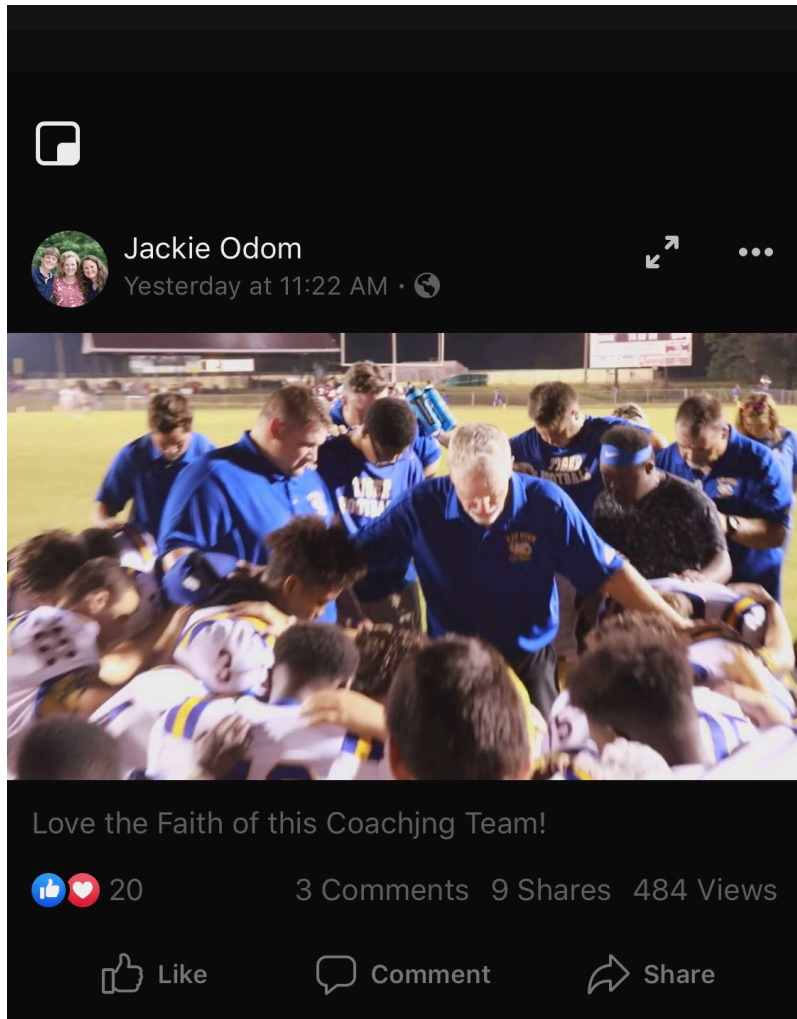 Jackie Odom
Yesterday at 11:22 AM ·
Love the Faith of this Coachjng Team!
20
3 Comments 9 Shares 484 Views
Like
Comment
Share